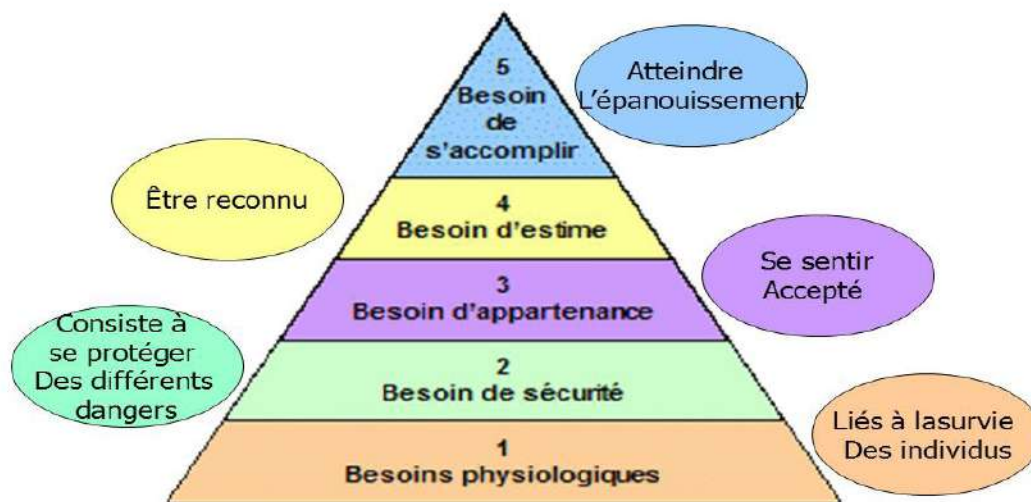 5
Besoin
de
s'accomplir
Atteindre
L'épanouissement
Être reconnu
4
Besoin d'estime
3
Besoin d'appartenance
Se sentir
Accepté
Consiste à
se protéger
Des différents
dangers
2
Besoin de sécurité
1
Besoins physiologiques
Liés à lasurvie
Des individus